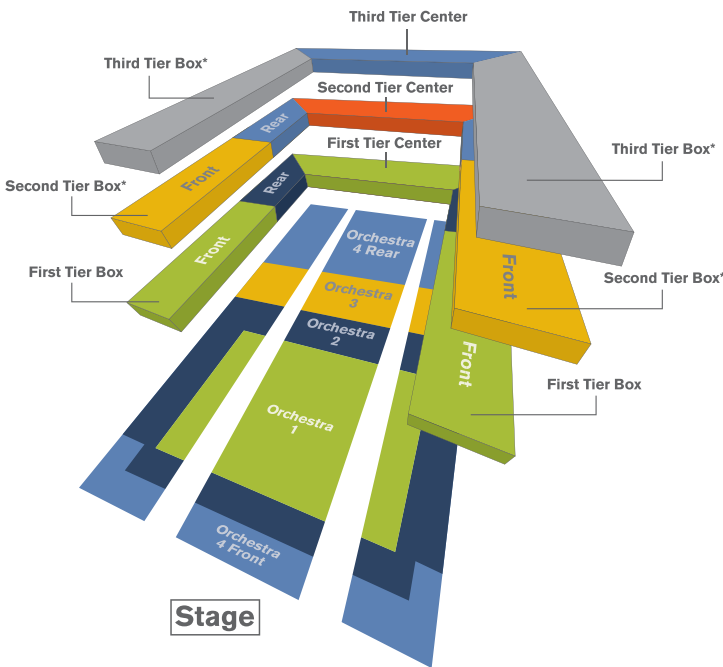 Third Tier Center
Third Tier Box*
Second Tier Center
Rear
First Tier Center
Third Tier Box*
Front
Second Tier Box*
Rear
Orchestra
4 Rear
Front
First Tier Box
Front
Second Tier Box*
Orchestra
3
Orchestra
2
Front
First Tier Box
Orchestra
1
Orchestra
4 Front
Stage